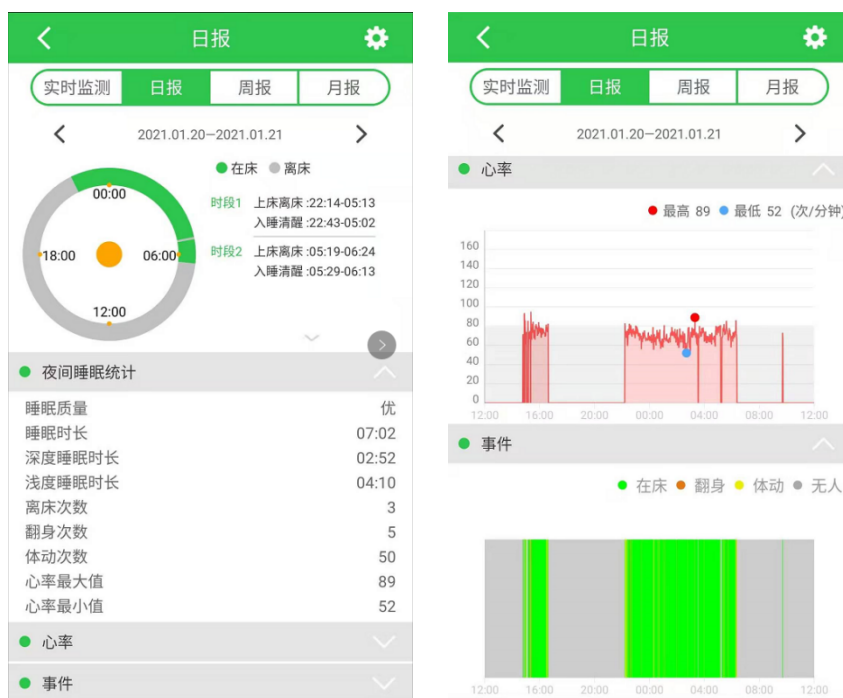 日报
实时监测 日报 周报 月报
2021.01.20—2021.01.21
在床 离床
00:00
06:00
12:00
18:00
时段1 上床离床:22:14-05:13
入睡清醒:22:43-05:02
时段2 上床离床:05:19-06:24
入睡清醒:05:29-06:13
夜间睡眠统计
睡眠质量 优
睡眠时长 07:02
深度睡眠时长 02:52
浅度睡眠时长 04:10
离床次数 3
翻身次数 5
体动次数 50
心率最大值 89
心率最小值 52
心率
事件
日报
实时监测 日报 周报 月报
2021.01.20—2021.01.21
心率
最高 89 最低 52 (次/分钟)
160
140
120
100
80
60
40
20
0
12:00 16:00 20:00 00:00 04:00 08:00 12:00
事件
在床 翻身 体动 无人
12:00 16:00 20:00 00:00 04:00 08:00 12:00